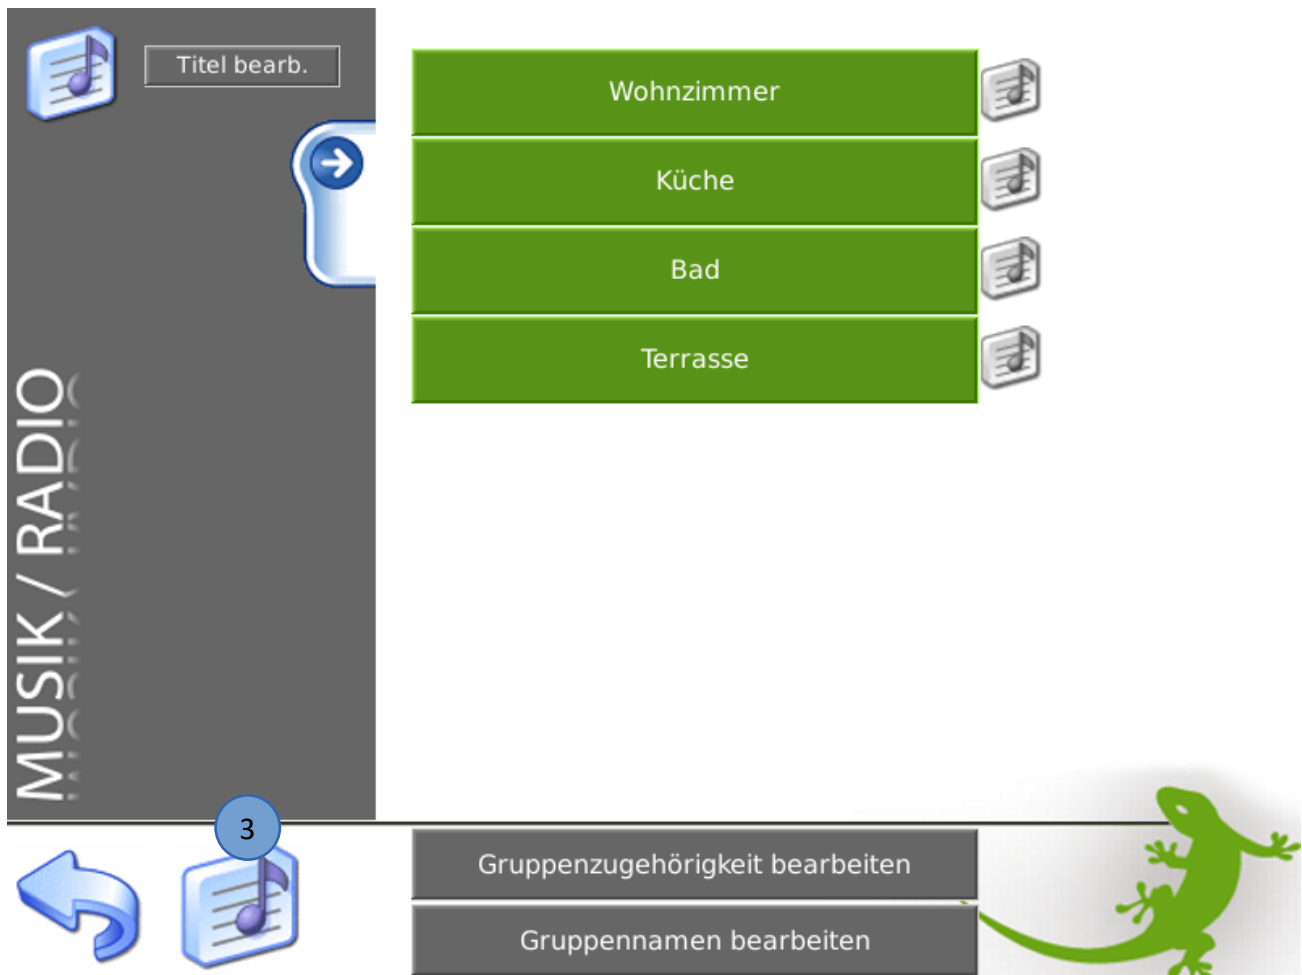 Titel bearb.
Wohnzimmer
Küche
Bad
Terrasse
MUSIK / RADIO
3
Gruppenzugehörigkeit bearbeiten
Gruppennamen bearbeiten